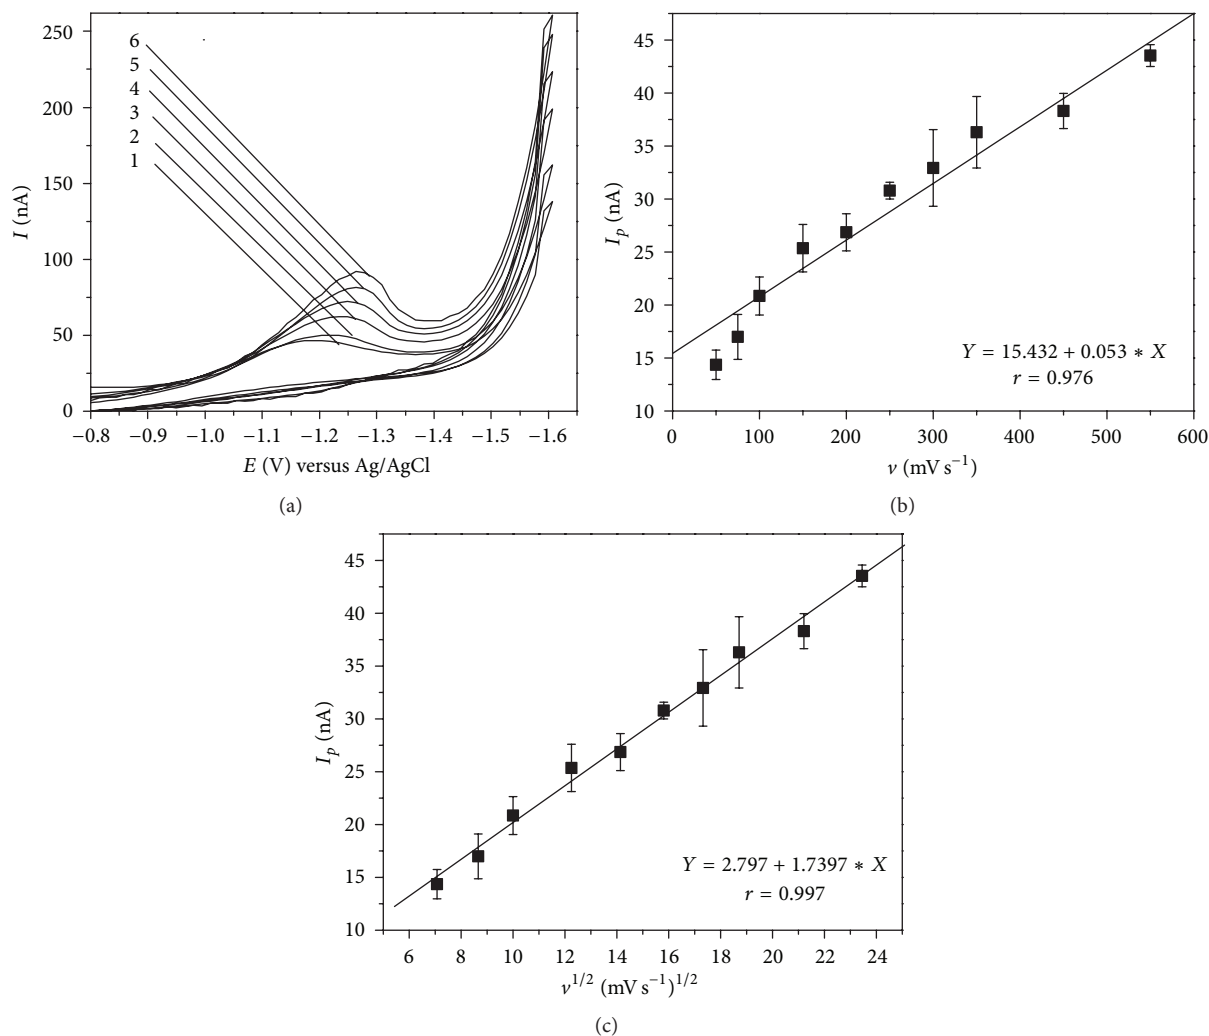 250
200
150
100
50
0
I (nA)
6
5
4
3
2
1
−0.8 −0.9 −1.0 −1.1 −1.2 −1.3 −1.4 −1.5 −1.6
E (V) versus Ag/AgCl
(a)
45
40
35
30
25
20
15
10
I_p (nA)
Y = 15.432 + 0.053 ∗ X
r = 0.976
0 100 200 300 400 500 600
ν (mV s⁻¹)
(b)
45
40
35
30
25
20
15
10
I_p (nA)
Y = 2.797 + 1.7397 ∗ X
r = 0.997
6 8 10 12 14 16 18 20 22 24
ν^1/2 (mV s⁻¹)^1/2
(c)